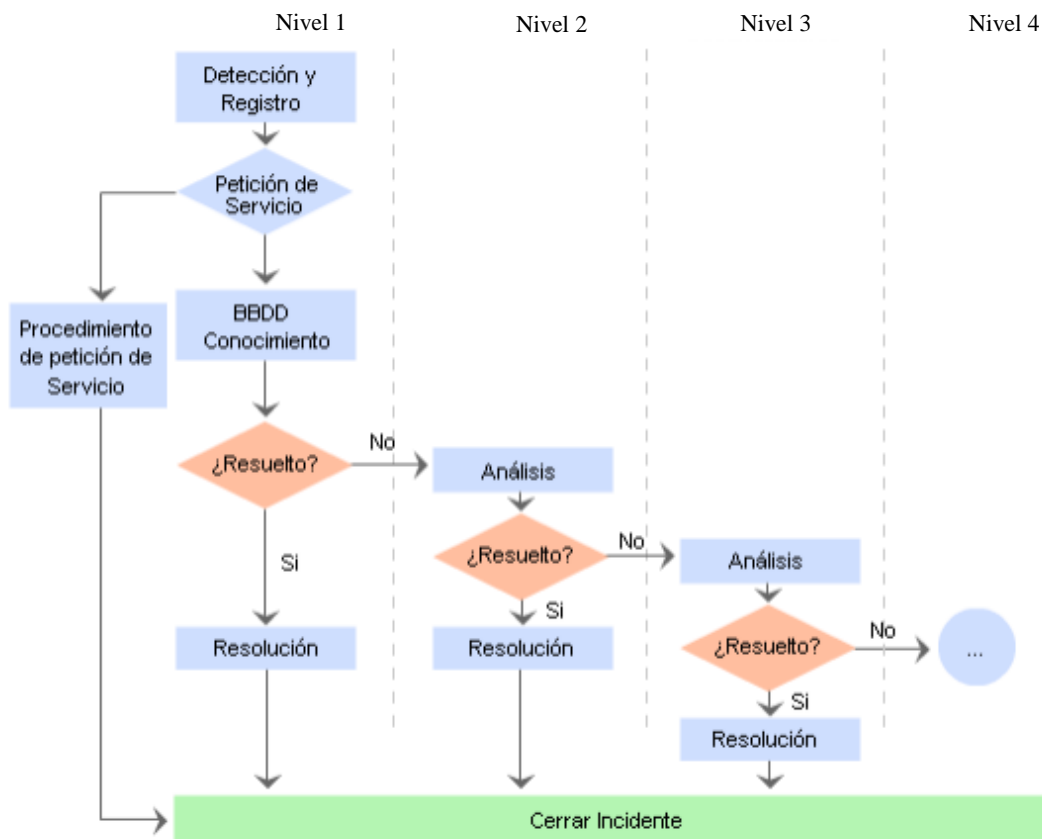 Nivel 1
Nivel 2
Nivel 3
Nivel 4
Detección y
Registro
Petición de
Servicio
Procedimiento
de petición de
Servicio
BBDD
Conocimiento
¿Resuelto?
No
Si
Resolución
Análisis
¿Resuelto?
No
Si
Resolución
Análisis
¿Resuelto?
No
Si
Resolución
...
Cerrar Incidente